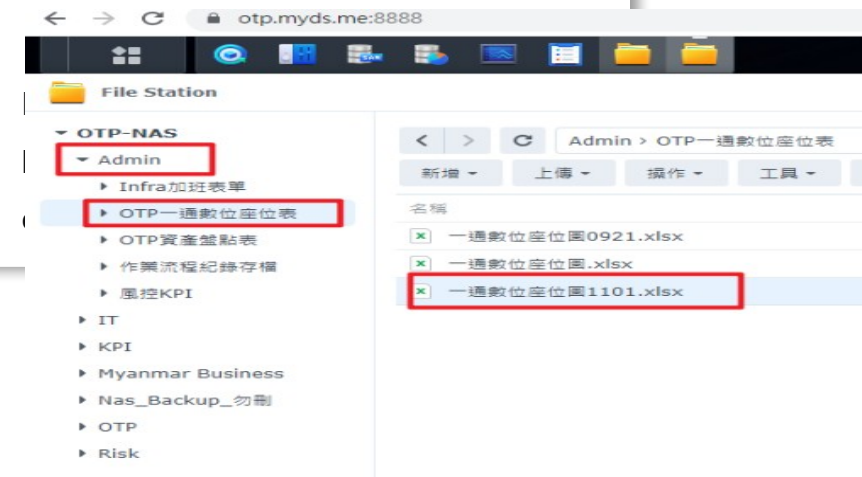 otp.myds.me:8888
File Station
OTP-NAS
Admin
Infra加班表單
OTP一通數位座位表
OTP資產盤點表
作業流程紀錄存檔
風控KPI
IT
KPI
Myanmar Business
Nas_Backup_勿刪
OTP
Risk
Admin > OTP一通數位座位表
新增 上傳 操作 工具
名稱
一通數位座位圖0921.xlsx
一通數位座位圖.xlsx
一通數位座位圖1101.xlsx